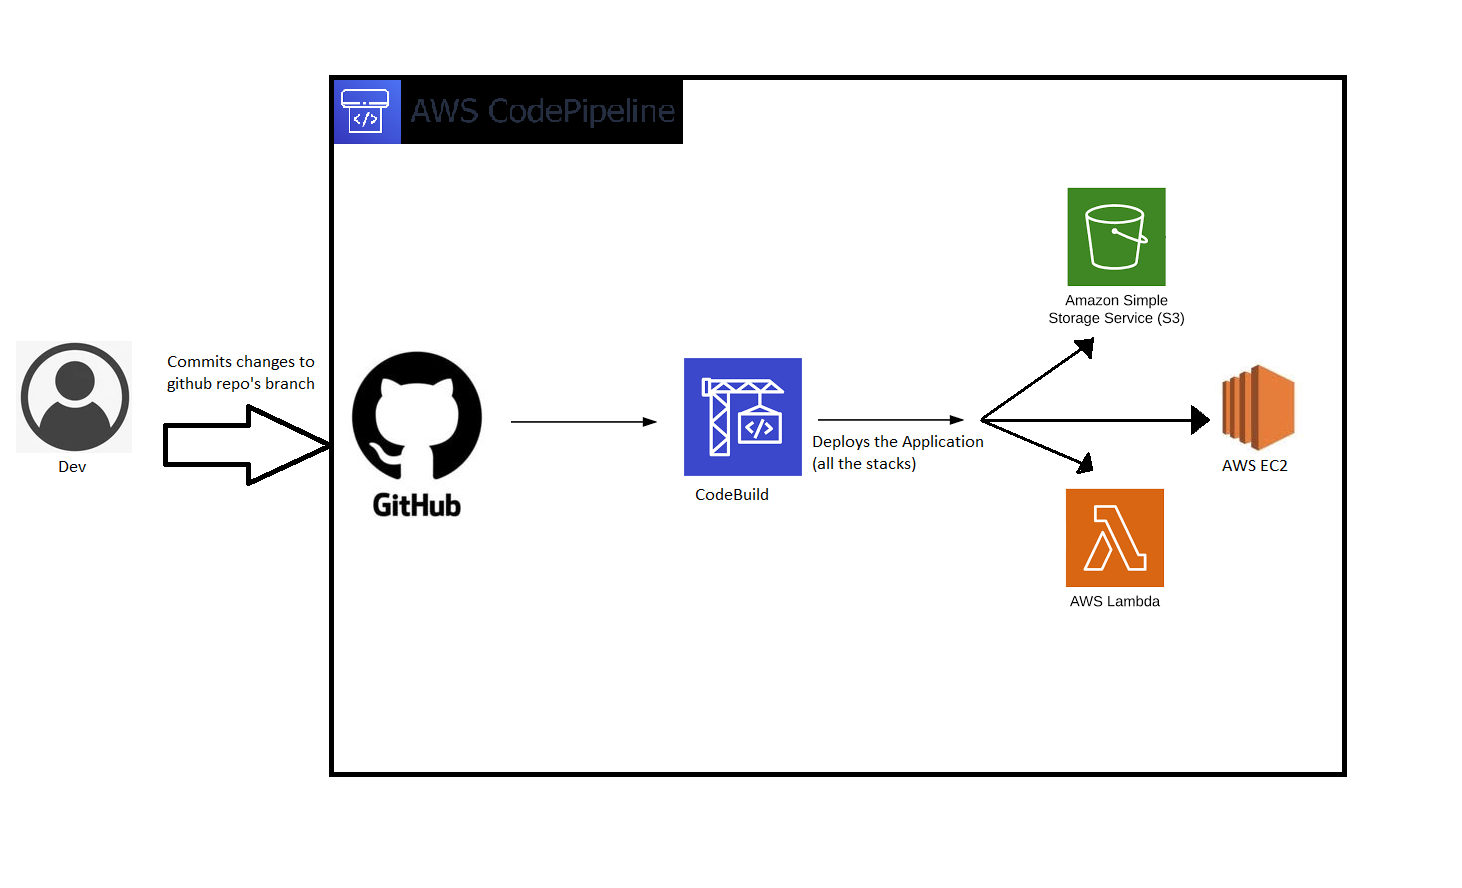 AWS CodePipeline
</>
Amazon Simple
Storage Service (S3)
Commits changes to
github repo's branch
Dev
GitHub
</>
CodeBuild
Deploys the Application
(all the stacks)
AWS EC2
AWS Lambda